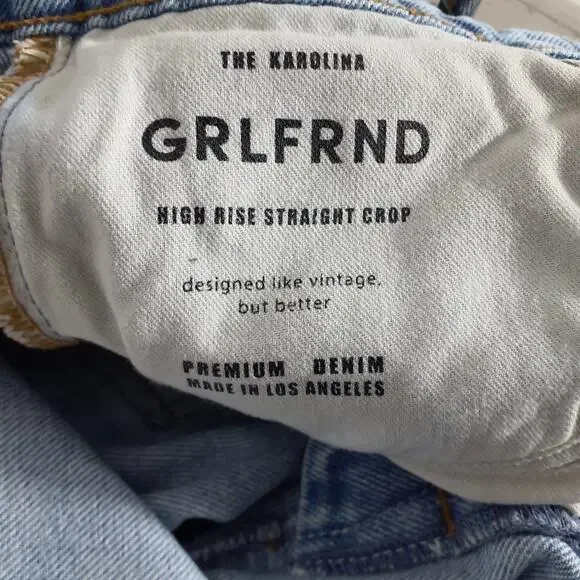 THE KAROLINA
GRLFRND
HIGH RISE STRAIGHT CROP
designed like vintage,
but better
PREMIUM DENIM
MADE IN LOS ANGELES